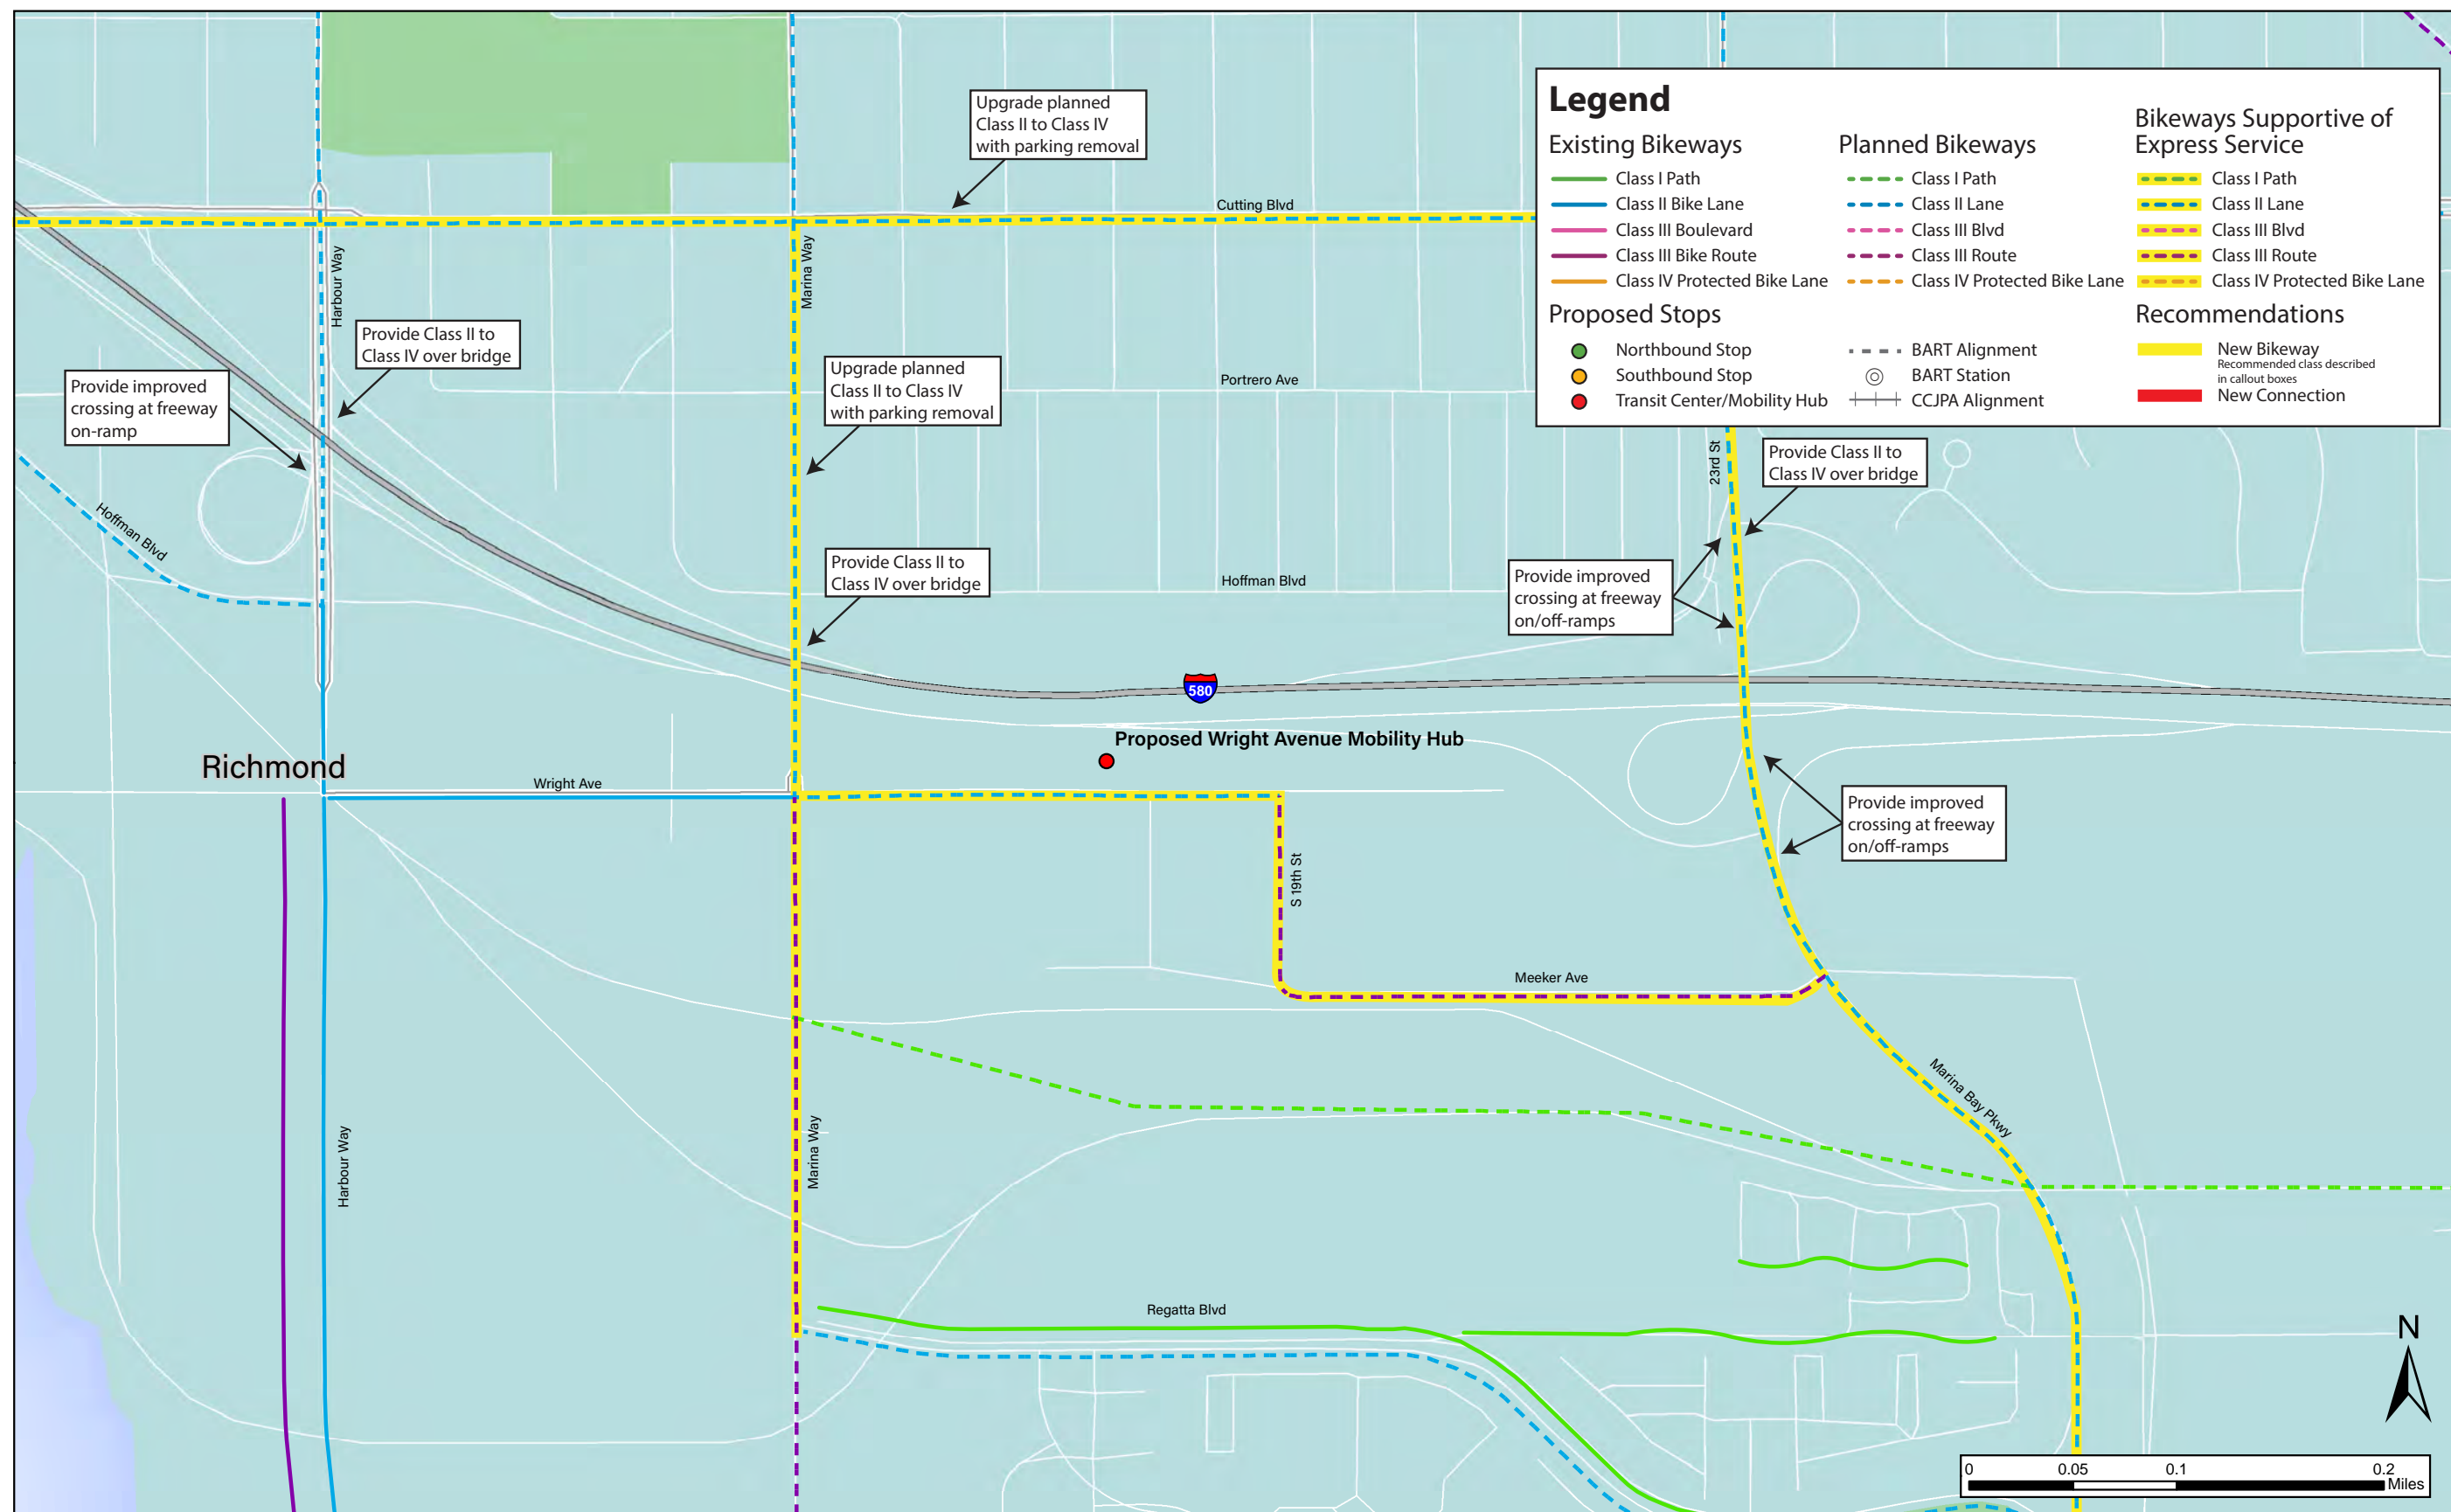 Upgrade planned
Class II to Class IV
with parking removal
Legend
Existing Bikeways
Class I Path
Class II Bike Lane
Class III Boulevard
Class III Bike Route
Class IV Protected Bike Lane
Planned Bikeways
Class I Path
Class II Lane
Class III Blvd
Class III Route
Class IV Protected Bike Lane
Bikeways Supportive of
Express Service
Class I Path
Class II Lane
Class III Blvd
Class III Route
Class IV Protected Bike Lane
Proposed Stops
Northbound Stop
Southbound Stop
Transit Center/Mobility Hub
BART Alignment
BART Station
CCJPA Alignment
Recommendations
New Bikeway
Recommended class described
in callout boxes
New Connection
Cutting Blvd
Harbour Way
Marina Way
Provide Class II to
Class IV over bridge
Provide improved
crossing at freeway
on-ramp
Upgrade planned
Class II to Class IV
with parking removal
Portrero Ave
23rd St
Provide Class II to
Class IV over bridge
Hoffman Blvd
Provide Class II to
Class IV over bridge
Hoffman Blvd
Provide improved
crossing at freeway
on/off-ramps
580
Proposed Wright Avenue Mobility Hub
Richmond
Wright Ave
Provide improved
crossing at freeway
on/off-ramps
S 19th St
Meeker Ave
Marina Bay Pkwy
Harbour Way
Marina Way
Regatta Blvd
N
0 0.05 0.1 0.2
Miles